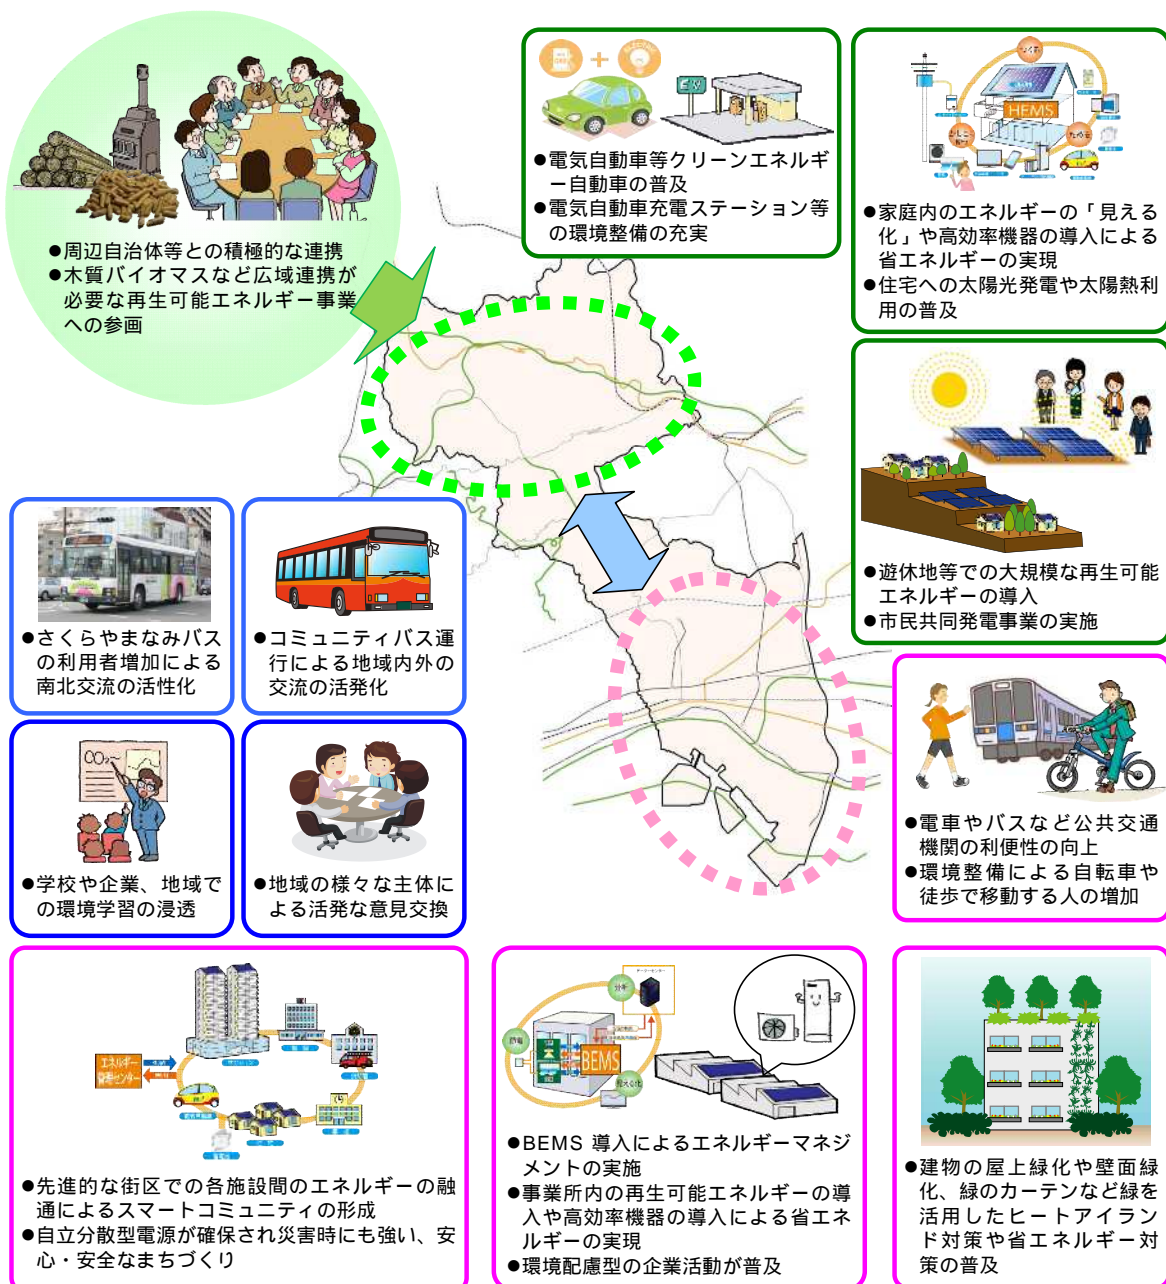 ●周辺自治体等との積極的な連携
●木質バイオマスなど広域連携が
必要な再生可能エネルギー事業
への参画
EV
●電気自動車等クリーンエネルギ
ー自動車の普及
●電気自動車充電ステーション等
の環境整備の充実
HEMS
●家庭内のエネルギーの「見える
化」や高効率機器の導入による
省エネルギーの実現
●住宅への太陽光発電や太陽熱利
用の普及
●遊休地等での大規模な再生可能
エネルギーの導入
●市民共同発電事業の実施
●さくらやまなみバス
の利用者増加による
南北交流の活性化
●コミュニティバス運
行による地域内外の
交流の活発化
CO₂
●学校や企業、地域で
の環境学習の浸透
●地域の様々な主体に
よる活発な意見交換
●電車やバスなど公共交通
機関の利便性の向上
●環境整備による自転車や
徒歩で移動する人の増加
エネルギー
管理センター
●先進的な街区での各施設間のエネルギーの融
通によるスマートコミュニティの形成
●自立分散型電源が確保され災害時にも強い、安
心・安全なまちづくり
分析
BEMS
見える化
●BEMS 導入によるエネルギーマネジ
メントの実施
●事業所内の再生可能エネルギーの導
入や高効率機器の導入による省エネ
ルギーの実現
●環境配慮型の企業活動が普及
●建物の屋上緑化や壁面緑
化、緑のカーテンなど緑を
活用したヒートアイラン
ド対策や省エネルギー対
策の普及